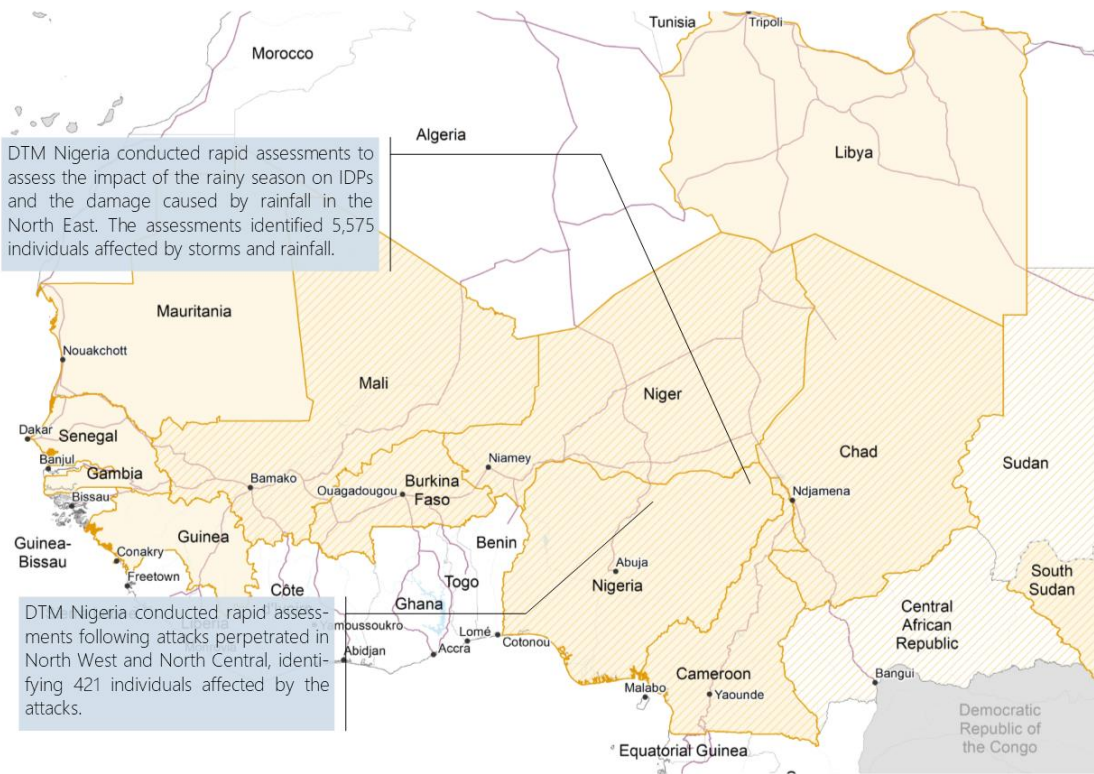 Tunisia
Tripoli
Morocco
Algeria
Libya
DTM Nigeria conducted rapid assessments to
assess the impact of the rainy season on IDPs
and the damage caused by rainfall in the
North East. The assessments identified 5,575
individuals affected by storms and rainfall.
Mauritania
Nouakchott
Mali
Niger
Chad
Sudan
Dakar
Senegal
Banjul
Gambia
Bamako
Niamey
Ouagadougou
Burkina
Faso
Ndjamena
Bissau
Guinea-
Bissau
Guinea
Conakry
Freetown
Benin
Togo
Ghana
Côte
Nigeria
Abuja
Central
African
Republic
South
Sudan
DTM Nigeria conducted rapid assess-
ments following attacks perpetrated in
North West and North Central, identi-
fying 421 individuals affected by the
attacks.
Yamoussoukro
Abidjan
Accra
Lomé
Cotonou
Malabo
Cameroon
Yaounde
Bangui
Equatorial Guinea
Democratic
Republic of
the Congo